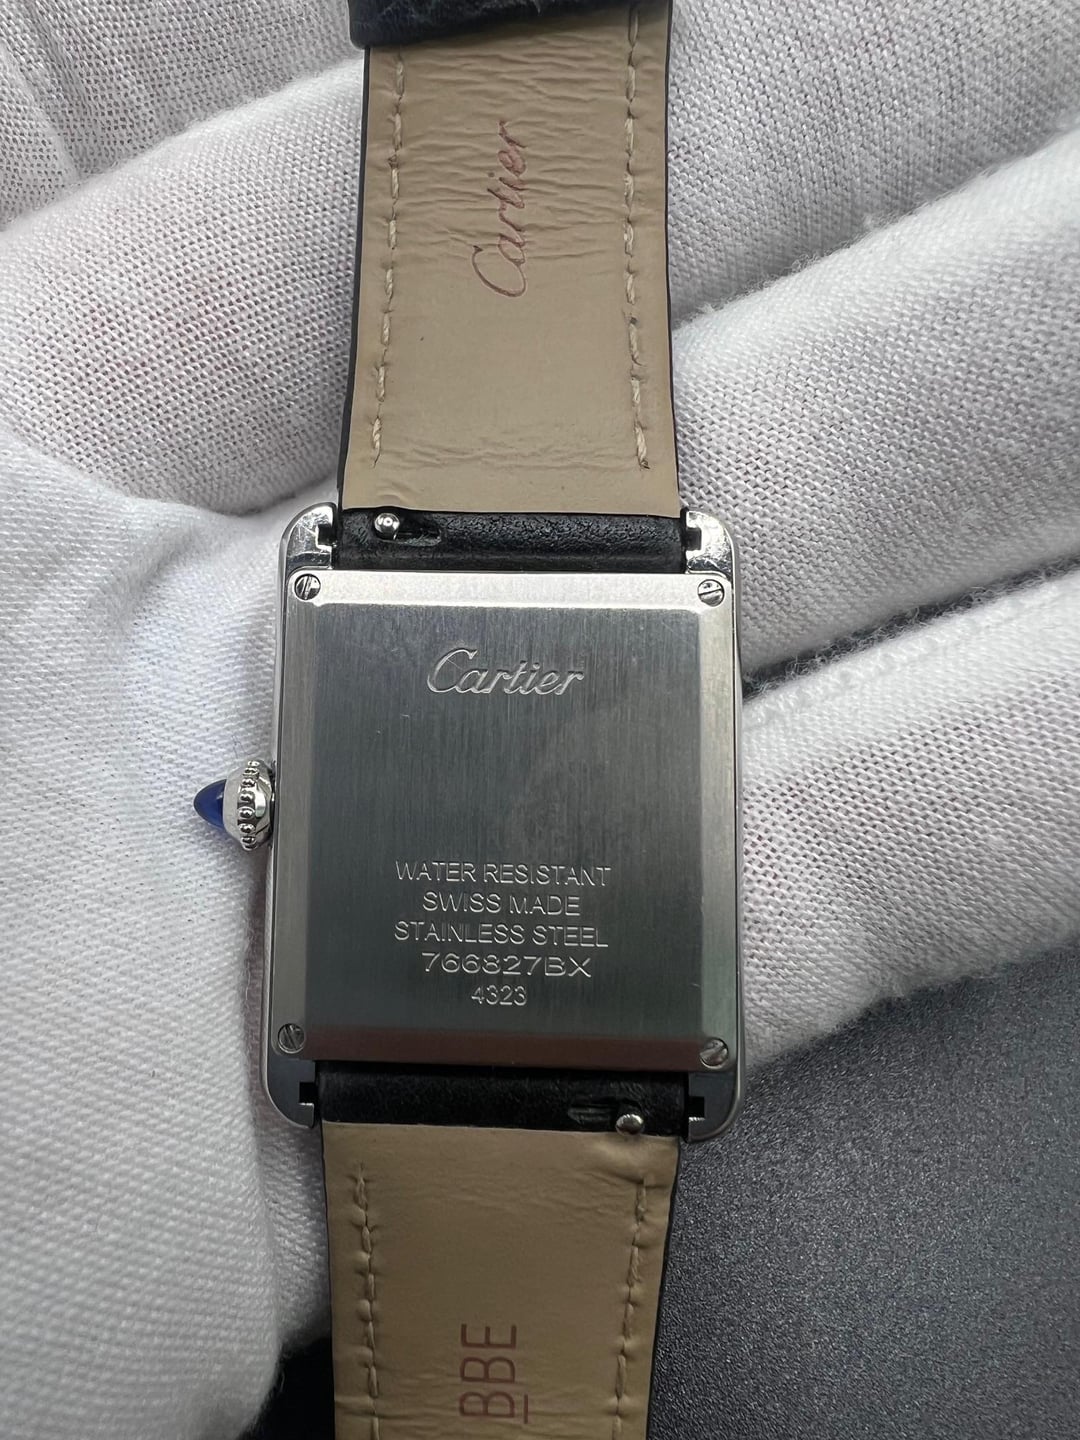 Cartier
Cartier
WATER RESISTANT
SWISS MADE
STAINLESS STEEL
766827BX
4323
BBE